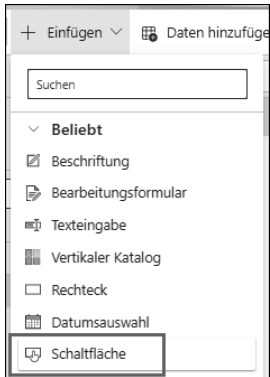 Einfügen Daten hinzufüge
Suchen
Beliebt
Beschriftung
Bearbeitungsformular
Texteingabe
Vertikaler Katalog
Rechteck
Datumsauswahl
Schaltfläche